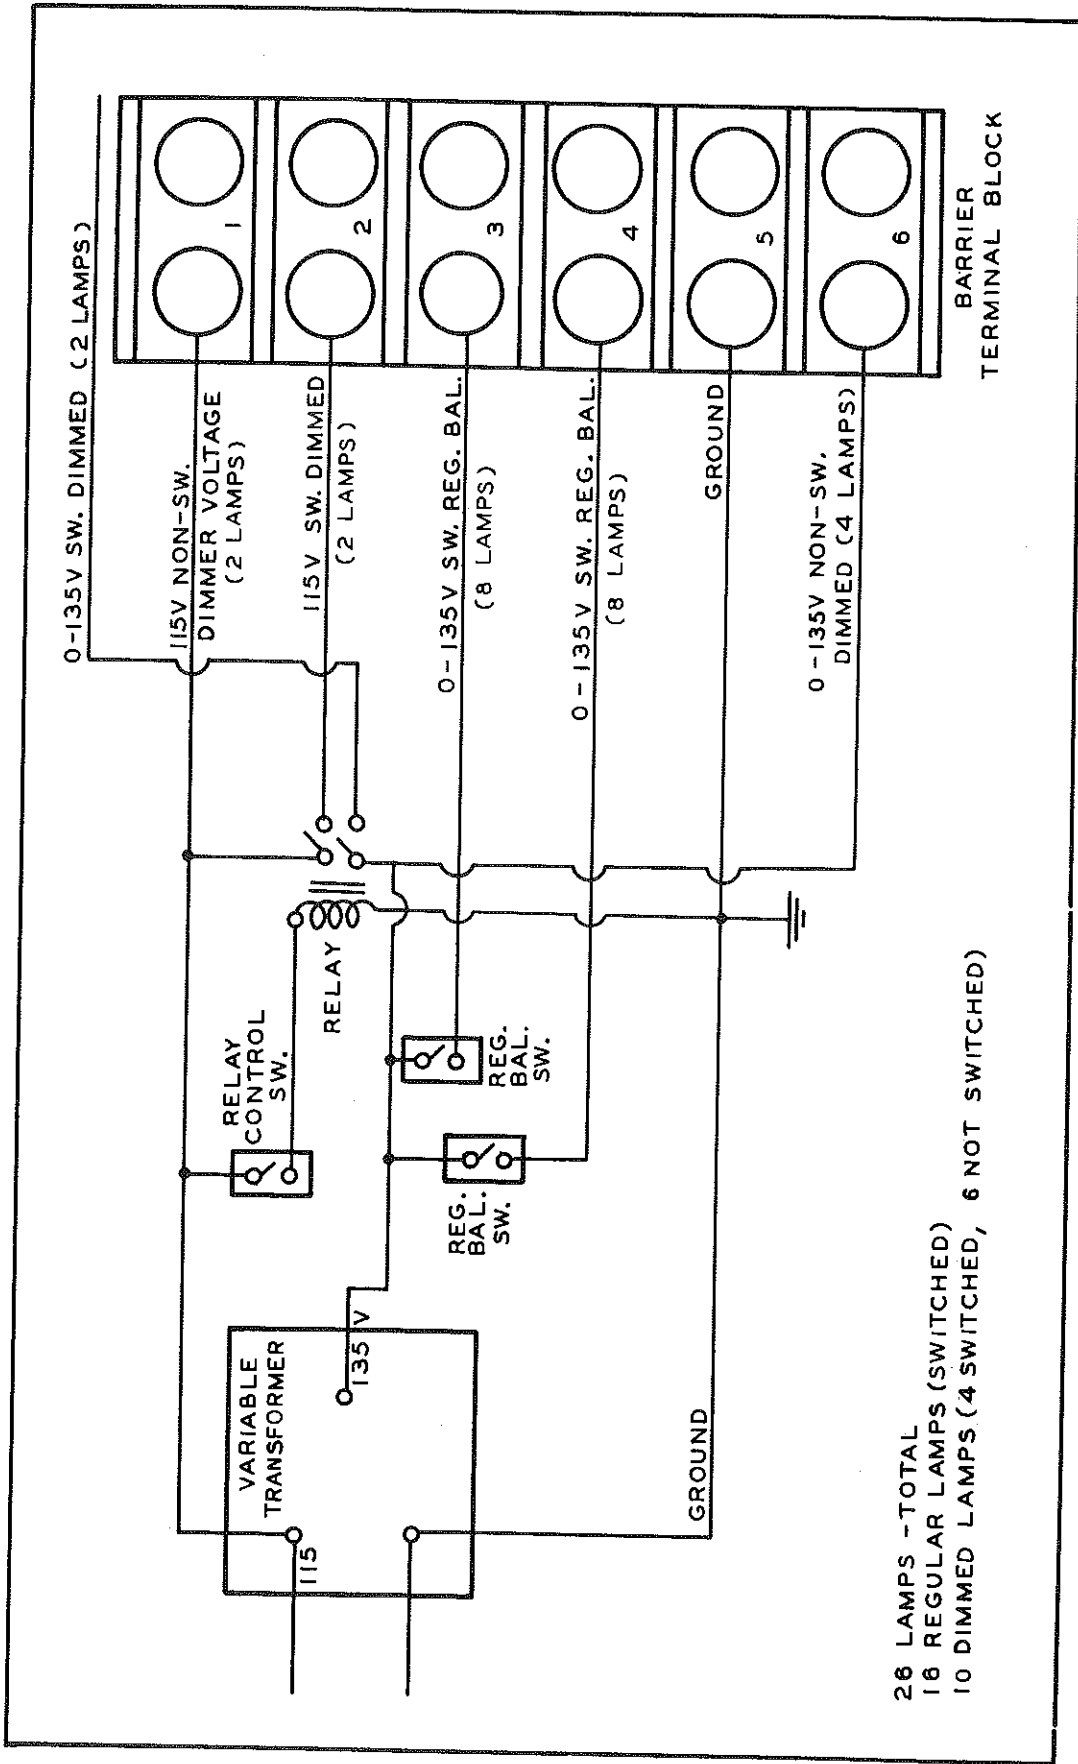 0-135V SW. DIMMED (2 LAMPS)
115V NON-SW.
DIMMER VOLTAGE
(2 LAMPS)
1
115V SW. DIMMED
(2 LAMPS)
2
0-135V SW. REG. BAL.
(8 LAMPS)
3
0-135V SW. REG. BAL.
(8 LAMPS)
4
GROUND
5
0-135V NON-SW.
DIMMED (4 LAMPS)
6
BARRIER
TERMINAL BLOCK
RELAY
CONTROL
SW.
RELAY
REG.
BAL.
SW.
REG.
BAL.
SW.
VARIABLE
TRANSFORMER
135 V
115
GROUND
26 LAMPS - TOTAL
16 REGULAR LAMPS (SWITCHED)
10 DIMMED LAMPS (4 SWITCHED, 6 NOT SWITCHED)